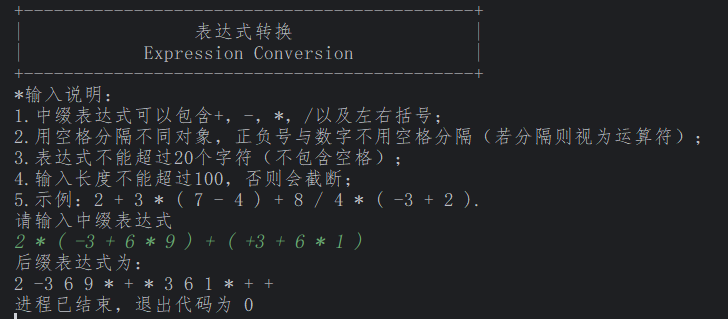 +---------------------------------------------+
| 表达式转换 |
| Expression Conversion |
+---------------------------------------------+
*输入说明:
1.中缀表达式可以包含+, -, *, /以及左右括号;
2.用空格分隔不同对象, 正负号与数字不用空格分隔 (若分隔则视为运算符);
3.表达式不能超过20个字符 (不包含空格);
4.输入长度不能超过100, 否则会截断;
5.示例: 2 + 3 * ( 7 - 4 ) + 8 / 4 * ( -3 + 2 ).
请输入中缀表达式
2 * ( -3 + 6 * 9 ) + ( +3 + 6 * 1 )
后缀表达式为:
2 -3 6 9 * + * 3 6 1 * + +
进程已结束，退出代码为 0